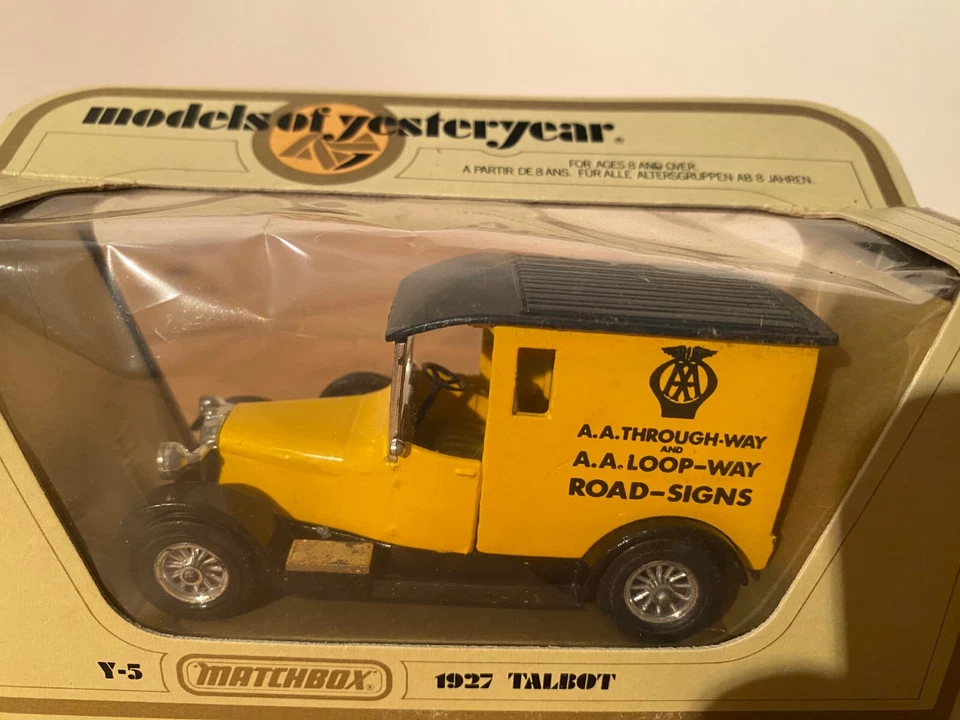 models of yesteryear®
FOR AGES 8 AND OVER.
A PARTIR DE 8 ANS. FÜR ALLE ALTERSGRUPPEN AB 8 JAHREN.
AA
A.A. THROUGH-WAY
AND
A.A. LOOP-WAY
ROAD-SIGNS
Y-5 MATCHBOX® 1927 TALBOT